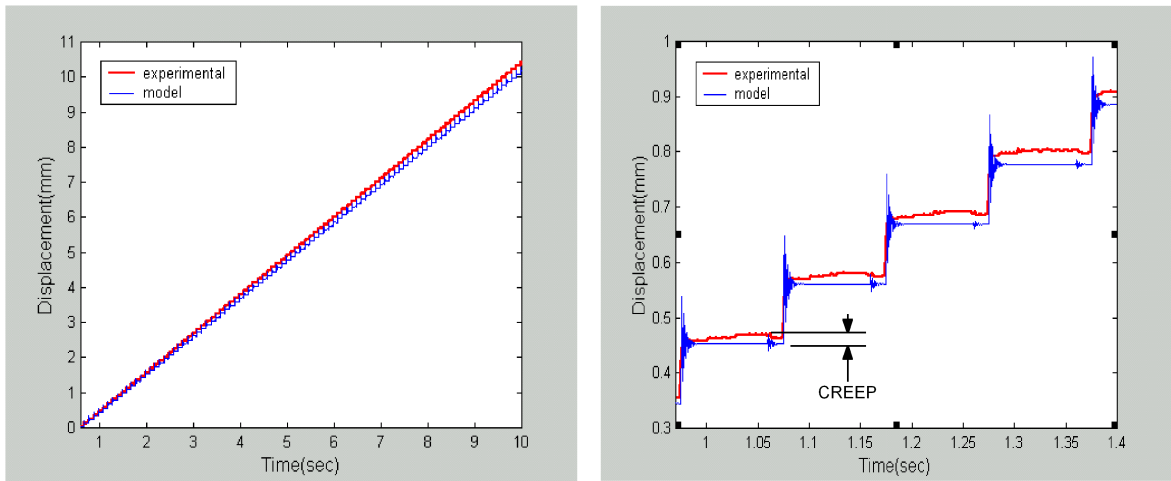 11
10
9
8
7
6
5
4
3
2
1
0
Displacement(mm)
experimental
model
1 2 3 4 5 6 7 8 9 10
Time(sec)
1
0.9
0.8
0.7
0.6
0.5
0.4
0.3
Displacement(mm)
experimental
model
CREEP
1 1.05 1.1 1.15 1.2 1.25 1.3 1.35 1.4
Time(sec)